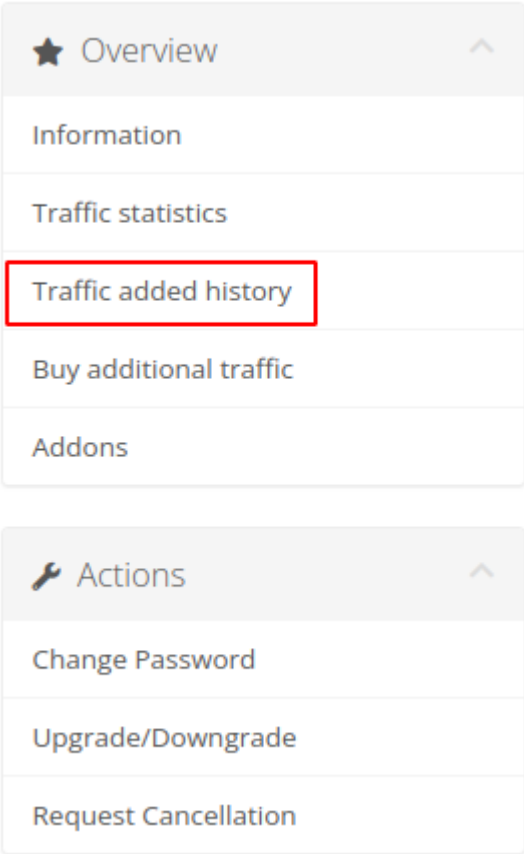 Overview
Information
Traffic statistics
Traffic added history
Buy additional traffic
Addons
Actions
Change Password
Upgrade/Downgrade
Request Cancellation